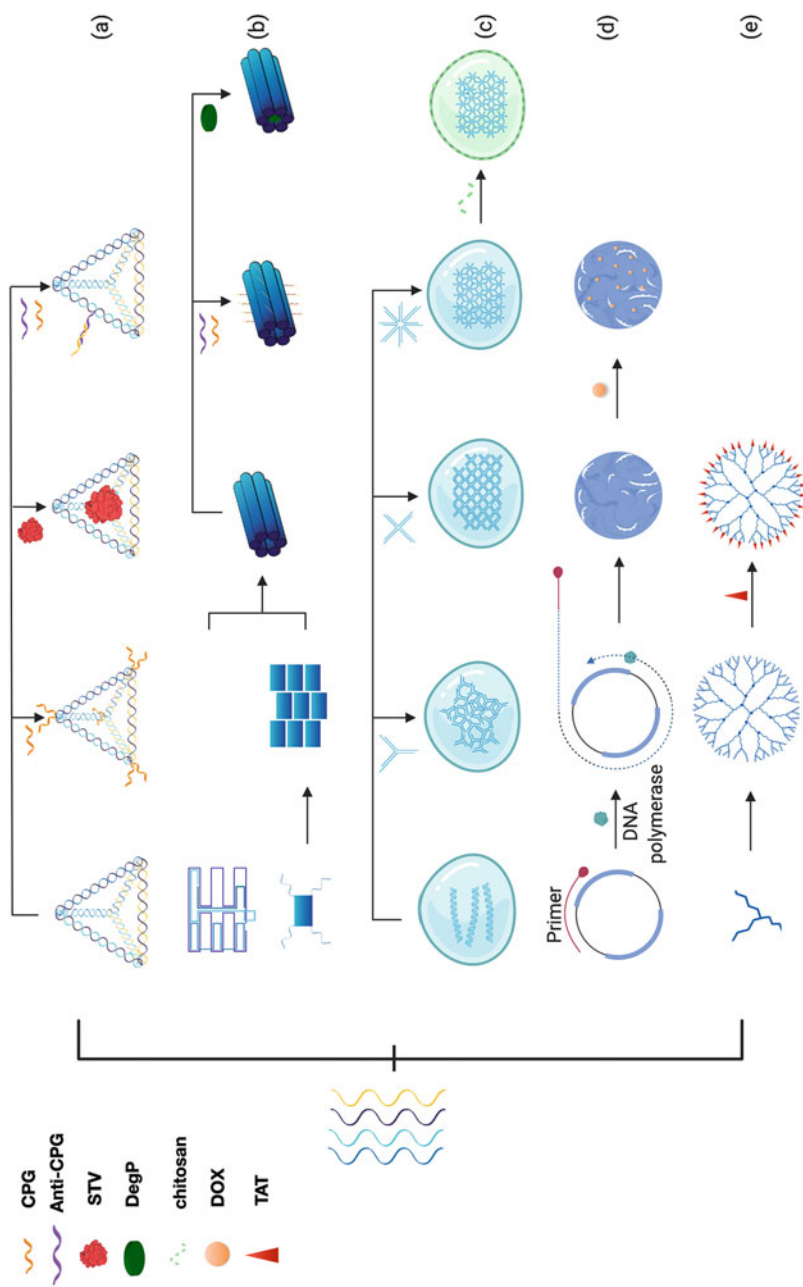 CPG
Anti-CPG
STV
DegP
chitosan
DOX
TAT
(a)
(b)
(c)
Primer
DNA
polymerase
(d)
(e)